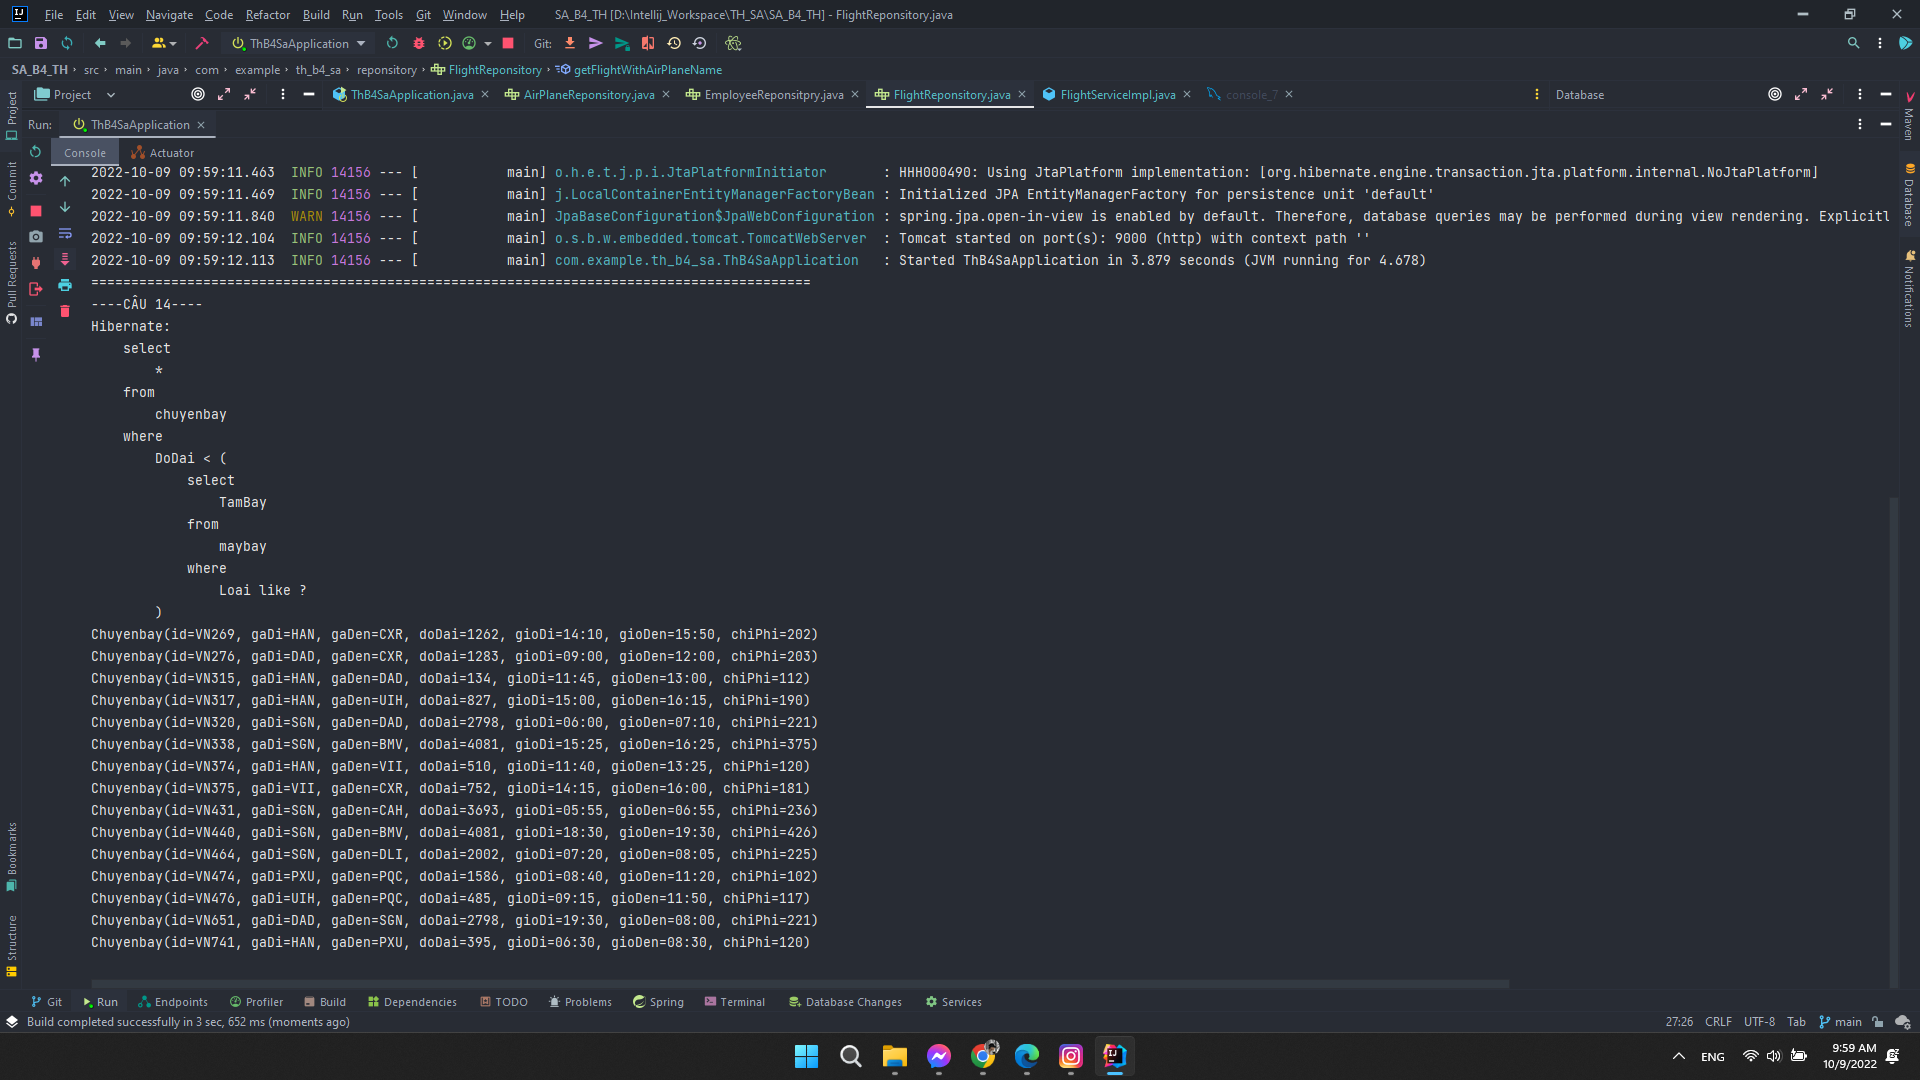 File Edit View Navigate Code Refactor Build Run Tools Git Window Help SA_B4_TH [D:\Intellij_Workspace\TH_SA\SA_B4_TH] - FlightReponsitory.java
ThB4SaApplication Git:
SA_B4_TH › src › main › java › com › example › th_b4_sa › reponsitory › FlightReponsitory › getFlightWithAirPlaneName
Project ThB4SaApplication.java AirPlaneReponsitory.java EmployeeReponsitpry.java FlightReponsitory.java FlightServiceImpl.java console_7 Database
Run: ThB4SaApplication
Console Actuator
2022-10-09 09:59:11.463 INFO 14156 --- [ main] o.h.e.t.j.p.i.JtaPlatformInitiator : HHH000490: Using JtaPlatform implementation: [org.hibernate.engine.transaction.jta.platform.internal.NoJtaPlatform]
2022-10-09 09:59:11.469 INFO 14156 --- [ main] j.LocalContainerEntityManagerFactoryBean : Initialized JPA EntityManagerFactory for persistence unit 'default'
2022-10-09 09:59:11.840 WARN 14156 --- [ main] JpaBaseConfiguration$JpaWebConfiguration : spring.jpa.open-in-view is enabled by default. Therefore, database queries may be performed during view rendering. Explicitl
2022-10-09 09:59:12.104 INFO 14156 --- [ main] o.s.b.w.embedded.tomcat.TomcatWebServer : Tomcat started on port(s): 9000 (http) with context path ''
2022-10-09 09:59:12.113 INFO 14156 --- [ main] com.example.th_b4_sa.ThB4SaApplication : Started ThB4SaApplication in 3.879 seconds (JVM running for 4.678)
==========================================================================================
----CÂU 14----
Hibernate:
select
*
from
chuyenbay
where
DoDai < (
select
TamBay
from
maybay
where
Loai like ?
)
Chuyenbay(id=VN269, gaDi=HAN, gaDen=CXR, doDai=1262, gioDi=14:10, gioDen=15:50, chiPhi=202)
Chuyenbay(id=VN276, gaDi=DAD, gaDen=CXR, doDai=1283, gioDi=09:00, gioDen=12:00, chiPhi=203)
Chuyenbay(id=VN315, gaDi=HAN, gaDen=DAD, doDai=134, gioDi=11:45, gioDen=13:00, chiPhi=112)
Chuyenbay(id=VN317, gaDi=HAN, gaDen=UIH, doDai=827, gioDi=15:00, gioDen=16:15, chiPhi=190)
Chuyenbay(id=VN320, gaDi=SGN, gaDen=DAD, doDai=2798, gioDi=06:00, gioDen=07:10, chiPhi=221)
Chuyenbay(id=VN338, gaDi=SGN, gaDen=BMV, doDai=4081, gioDi=15:25, gioDen=16:25, chiPhi=375)
Chuyenbay(id=VN374, gaDi=HAN, gaDen=VII, doDai=510, gioDi=11:40, gioDen=13:25, chiPhi=120)
Chuyenbay(id=VN375, gaDi=VII, gaDen=CXR, doDai=752, gioDi=14:15, gioDen=16:00, chiPhi=181)
Chuyenbay(id=VN431, gaDi=SGN, gaDen=CAH, doDai=3693, gioDi=05:55, gioDen=06:55, chiPhi=236)
Chuyenbay(id=VN440, gaDi=SGN, gaDen=BMV, doDai=4081, gioDi=18:30, gioDen=19:30, chiPhi=426)
Chuyenbay(id=VN464, gaDi=SGN, gaDen=DLI, doDai=2002, gioDi=07:20, gioDen=08:05, chiPhi=225)
Chuyenbay(id=VN474, gaDi=PXU, gaDen=PQC, doDai=1586, gioDi=08:40, gioDen=11:20, chiPhi=102)
Chuyenbay(id=VN476, gaDi=UIH, gaDen=PQC, doDai=485, gioDi=09:15, gioDen=11:50, chiPhi=117)
Chuyenbay(id=VN651, gaDi=DAD, gaDen=SGN, doDai=2798, gioDi=19:30, gioDen=08:00, chiPhi=221)
Chuyenbay(id=VN741, gaDi=HAN, gaDen=PXU, doDai=395, gioDi=06:30, gioDen=08:30, chiPhi=120)
Project
Commit
Pull Requests
Bookmarks
Structure
Maven
Database
Notifications
Git Run Endpoints Profiler Build Dependencies TODO Problems Spring Terminal Database Changes Services
Build completed successfully in 3 sec, 652 ms (moments ago) 27:26 CRLF UTF-8 Tab main
ENG 9:59 AM
10/9/2022